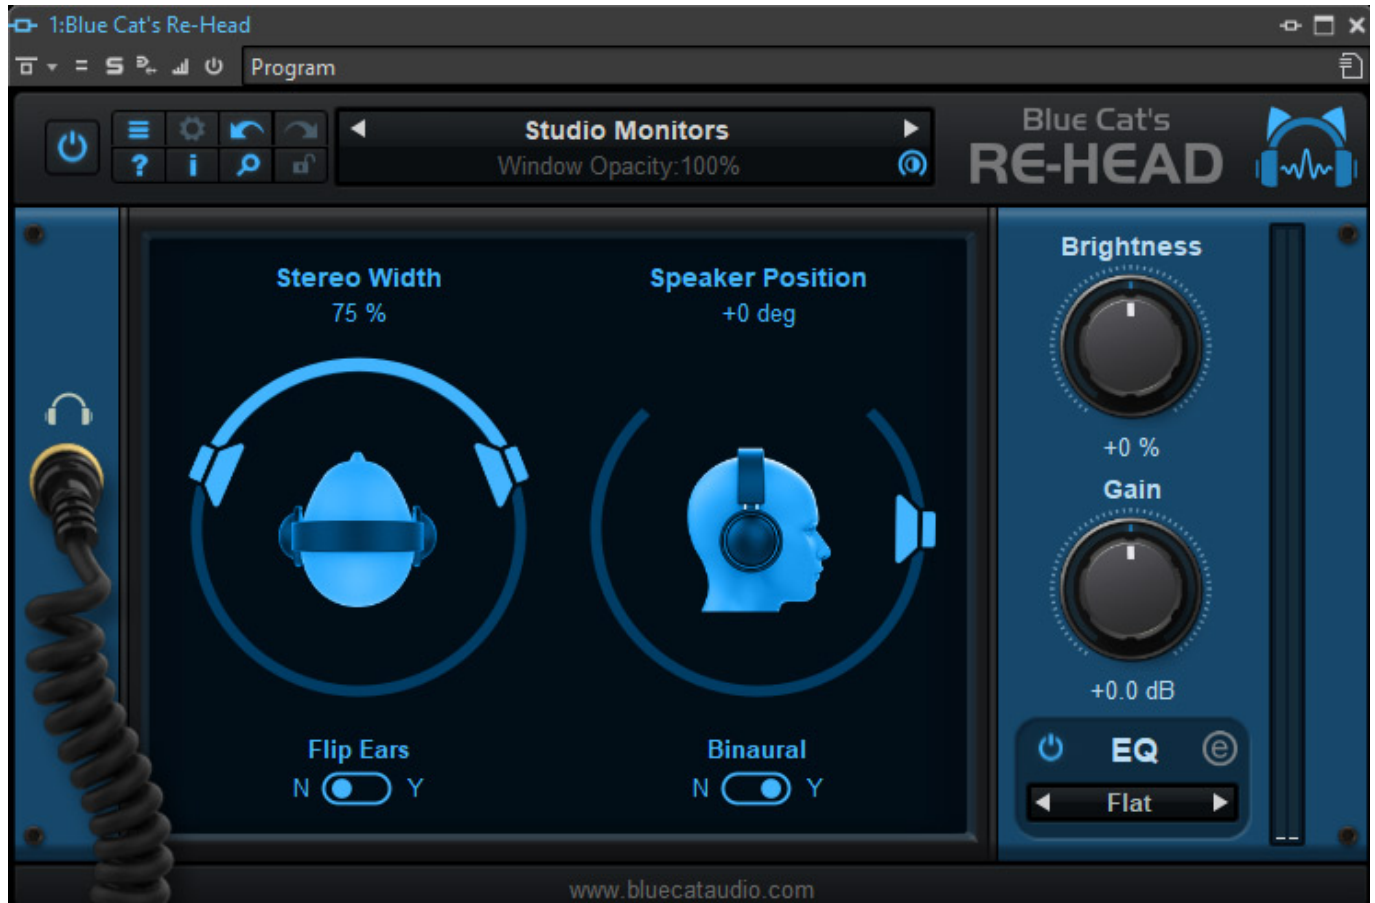 1:Blue Cat's Re-Head
Program
Studio Monitors
Window Opacity:100%
Blue Cat's
RE-HEAD
Stereo Width
75 %
Speaker Position
+0 deg
Flip Ears
N Y
Binaural
N Y
Brightness
+0 %
Gain
+0.0 dB
EQ
Flat
--
www.bluecataudio.com